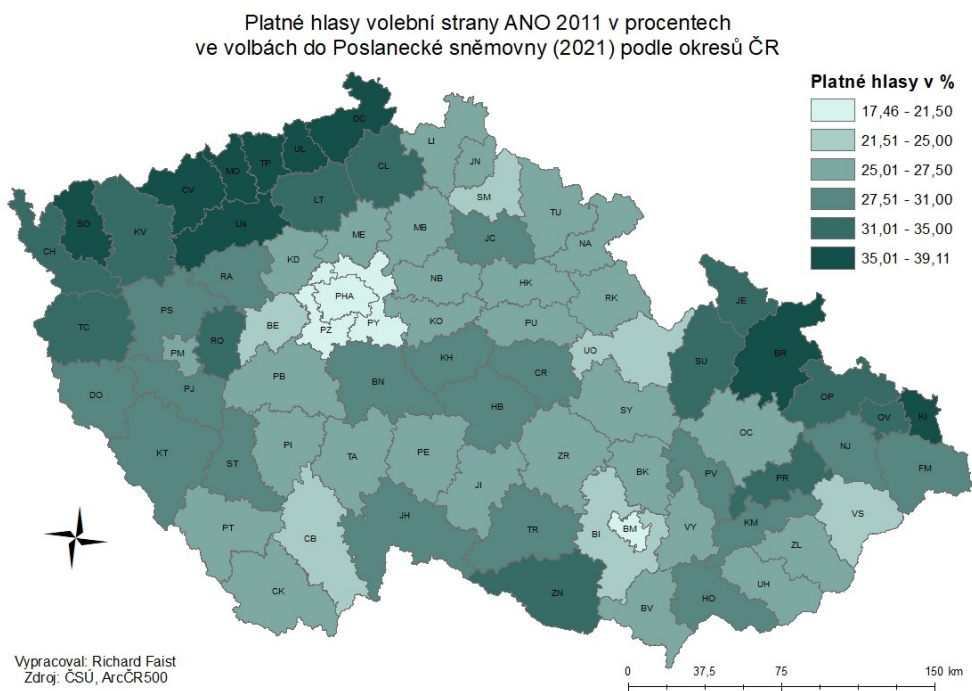 Platné hlasy volební strany ANO 2011 v procentech
ve volbách do Poslanecké sněmovny (2021) podle okresů ČR
Platné hlasy v %
17,46 - 21,50
21,51 - 25,00
25,01 - 27,50
27,51 - 31,00
31,01 - 35,00
35,01 - 39,11
DC
UL
TP
MO
CV
LN
SO
KV
CH
LT
CL
LI
JN
SM
TU
NA
JC
MB
ME
KD
RA
NB
HK
RK
PHA
PZ
PY
BE
KO
PU
PS
TC
RO
PM
PJ
DO
PB
BN
KH
CR
UO
HB
SY
JE
SU
BR
OP
OV
KI
KT
ST
PI
TA
PE
ZR
BK
OC
PV
PR
NJ
FM
JI
PT
CB
JH
TR
BI
BM
VY
KM
VS
ZL
CK
ZN
BV
HO
UH
Vypracoval: Richard Faist
Zdroj: ČSÚ, ArcČR500
0 37,5 75 150 km